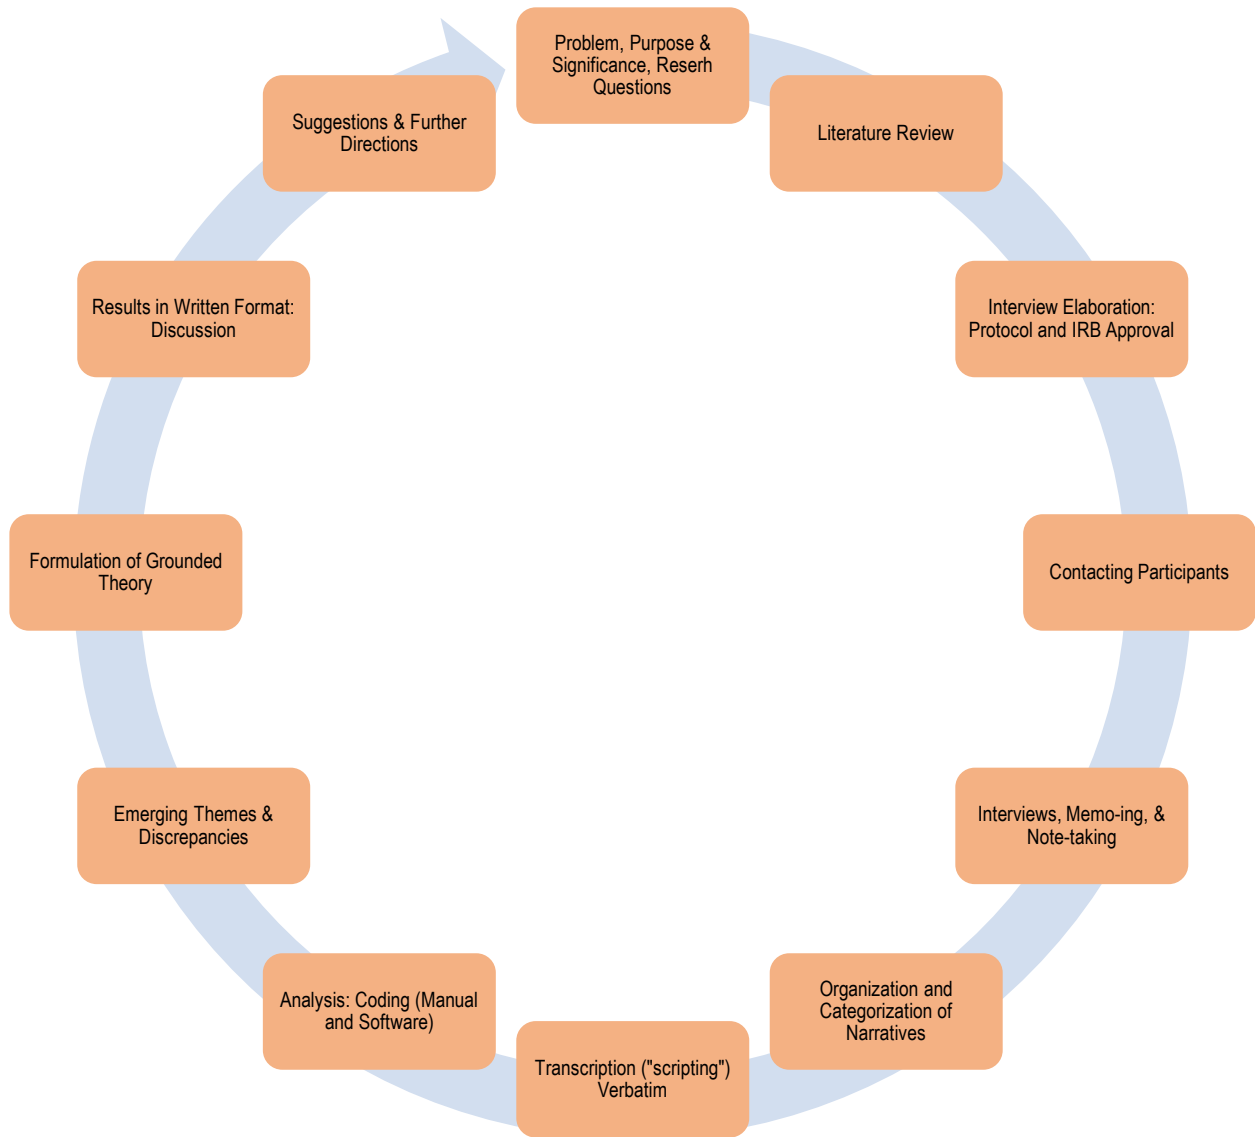 Problem, Purpose &
Significance, Reserh
Questions
Literature Review
Interview Elaboration:
Protocol and IRB Approval
Contacting Participants
Interviews, Memo-ing, &
Note-taking
Organization and
Categorization of
Narratives
Transcription ("scripting")
Verbatim
Analysis: Coding (Manual
and Software)
Emerging Themes &
Discrepancies
Formulation of Grounded
Theory
Results in Written Format:
Discussion
Suggestions & Further
Directions